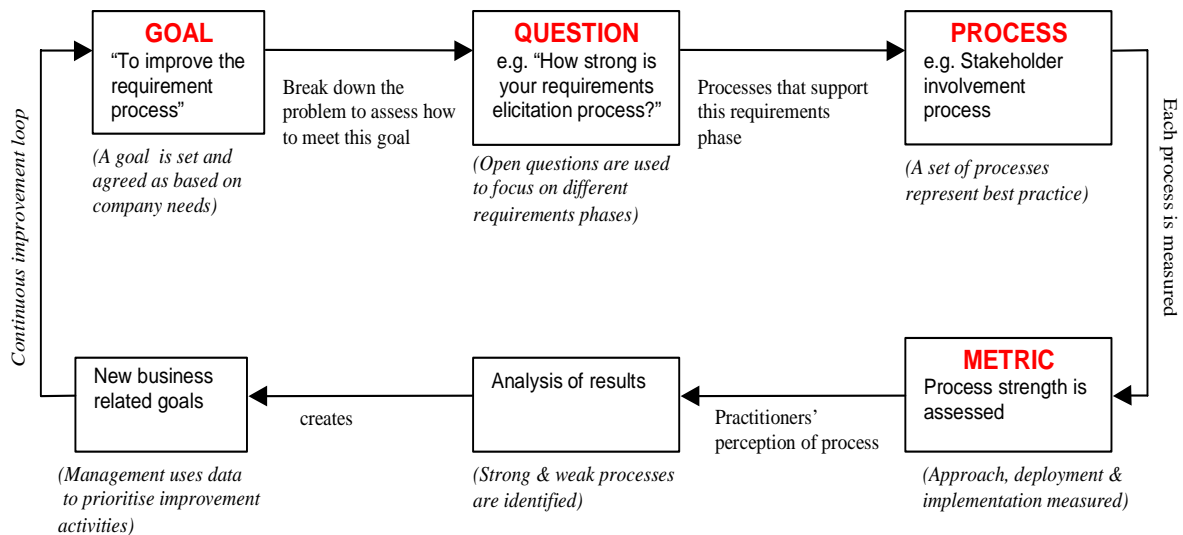 GOAL
“To improve the
requirement
process”
(A goal  is set and
agreed as based on
company needs)
Break down the
problem to assess how
to meet this goal
QUESTION
e.g. “How strong is
your requirements
elicitation process?”
(Open questions are used
to focus on different
requirements phases)
Processes that support
this requirements
phase
PROCESS
e.g. Stakeholder
involvement
process
(A set of processes
represent best practice)
Each process is
measured
METRIC
Process strength is
assessed
(Approach, deployment &
implementation measured)
Practitioners’
perception of process
Analysis of results
(Strong & weak processes
are identified)
creates
New business
related goals
(Management uses data
to prioritise improvement
activities)
Continuous improvement loop